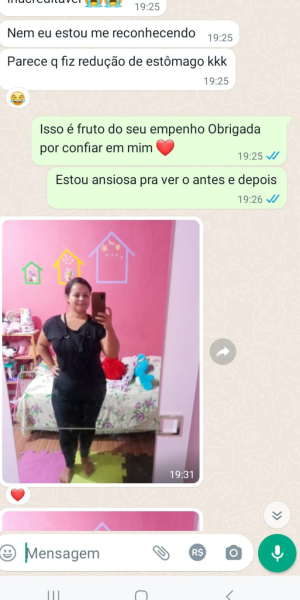 19:25
Nem eu estou me reconhecendo 19:25
Parece q fiz redução de estômago kkk
19:25
Isso é fruto do seu empenho Obrigada
por confiar em mim ❤️
19:25
Estou ansiosa pra ver o antes e depois
19:26
19:31
Mensagem
R$